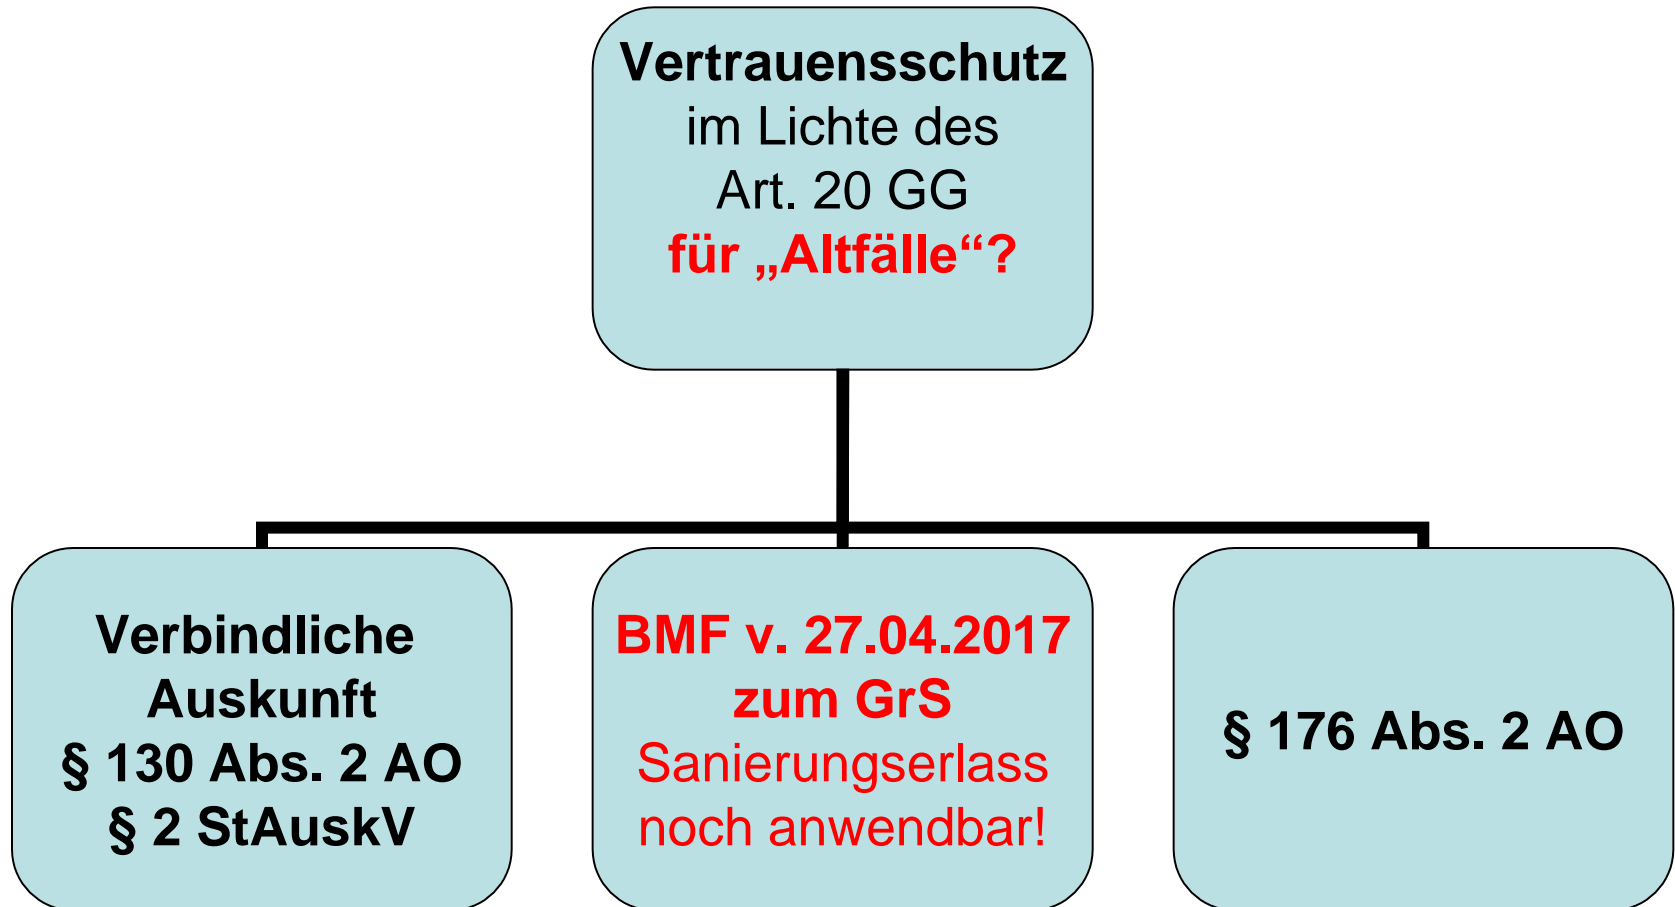 Vertrauensschutz
im Lichte des
Art. 20 GG
für „Altfälle“?
Verbindliche
Auskunft
§ 130 Abs. 2 AO
§ 2 StAuskV
BMF v. 27.04.2017
zum GrS
Sanierungserlass
noch anwendbar!
§ 176 Abs. 2 AO